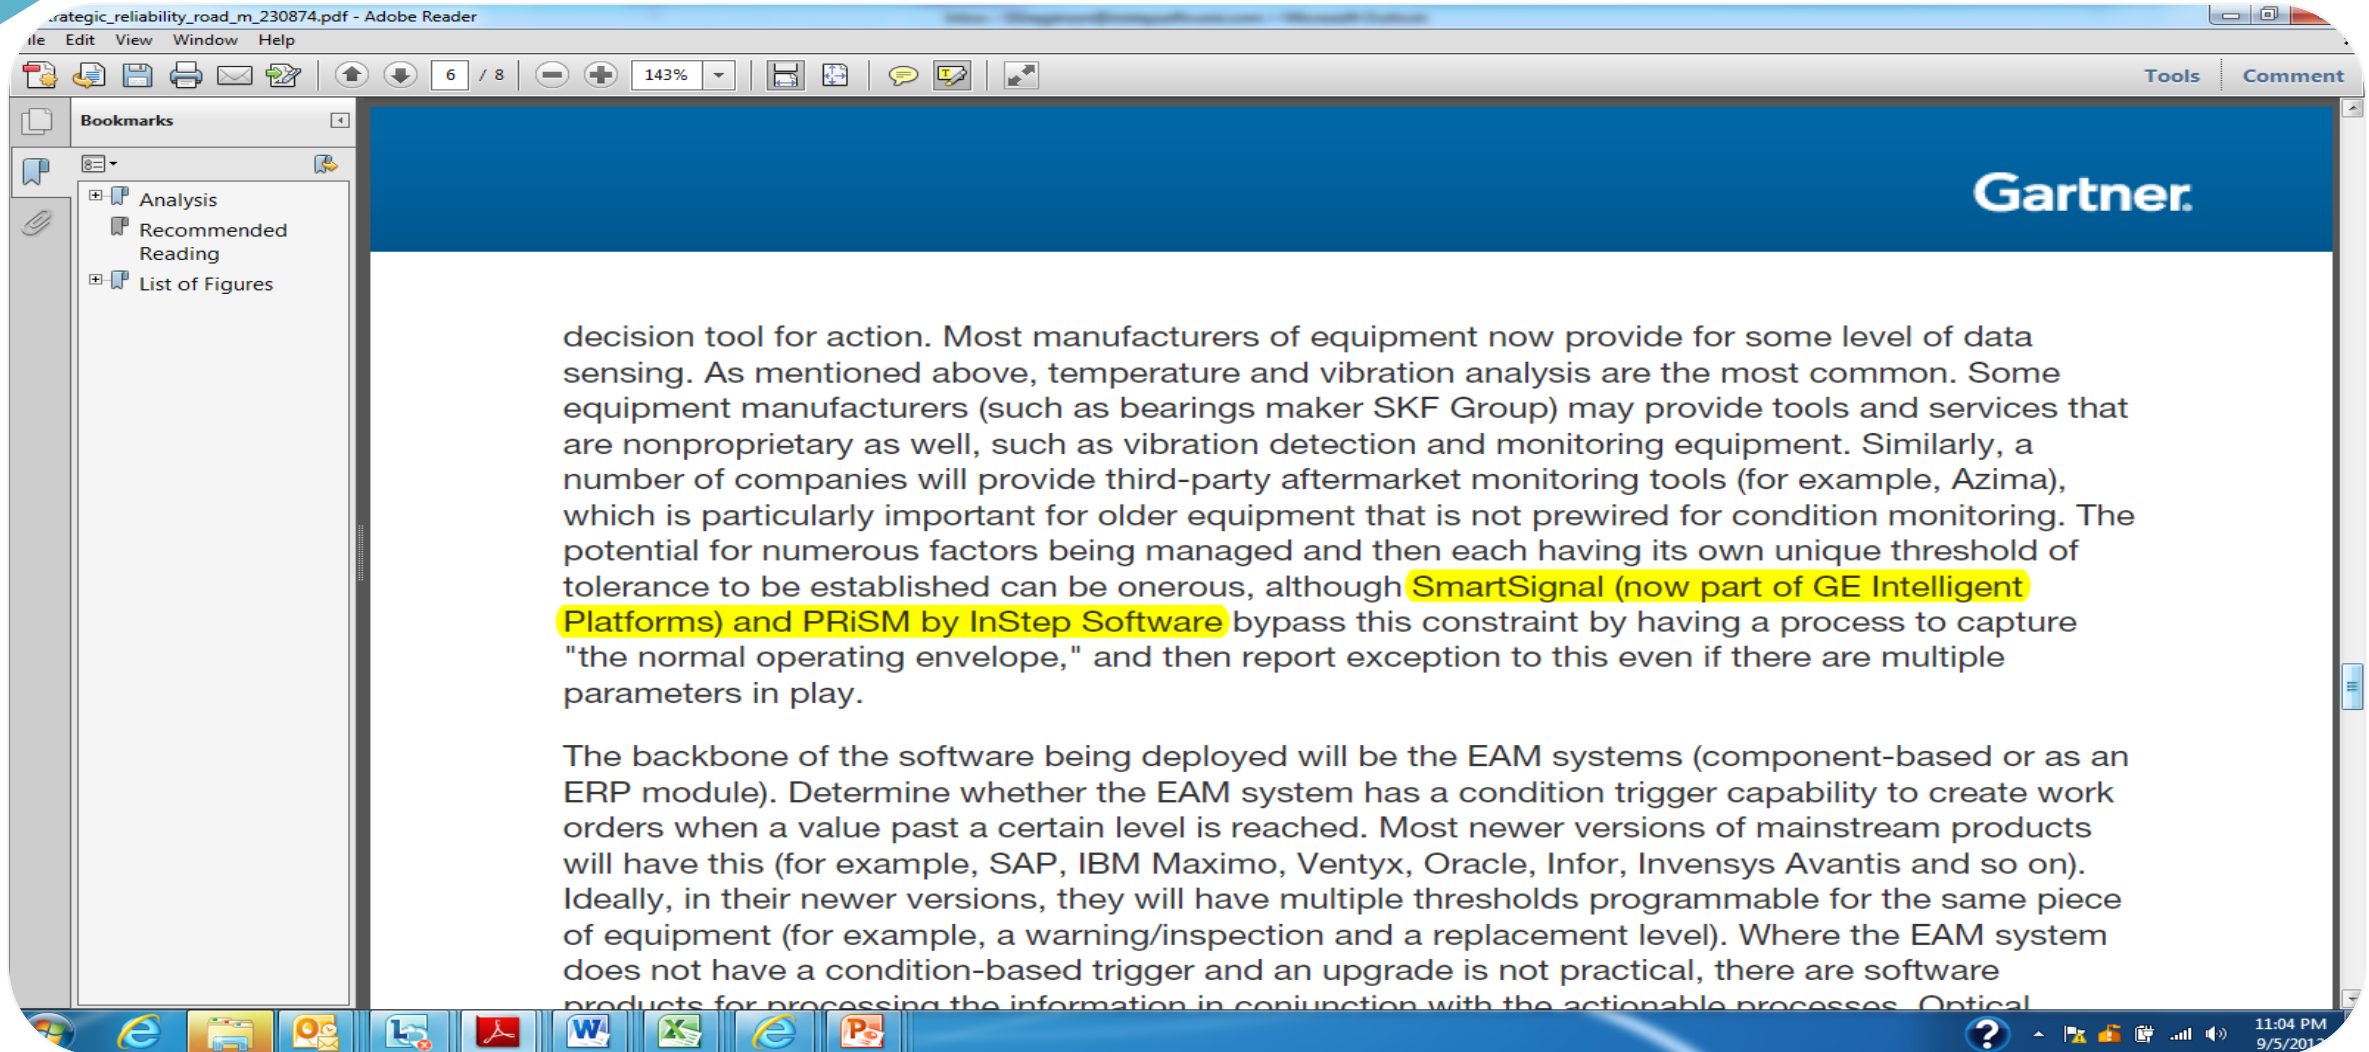 rategic_reliability_road_m_230874.pdf - Adobe Reader
Edit View Window Help
6 / 8 143% Tools Comment
Bookmarks
Analysis
Recommended
Reading
List of Figures
Gartner.
decision tool for action. Most manufacturers of equipment now provide for some level of data
sensing. As mentioned above, temperature and vibration analysis are the most common. Some
equipment manufacturers (such as bearings maker SKF Group) may provide tools and services that
are nonproprietary as well, such as vibration detection and monitoring equipment. Similarly, a
number of companies will provide third-party aftermarket monitoring tools (for example, Azima),
which is particularly important for older equipment that is not prewired for condition monitoring. The
potential for numerous factors being managed and then each having its own unique threshold of
tolerance to be established can be onerous, although SmartSignal (now part of GE Intelligent
Platforms) and PRiSM by InStep Software bypass this constraint by having a process to capture
"the normal operating envelope," and then report exception to this even if there are multiple
parameters in play.
The backbone of the software being deployed will be the EAM systems (component-based or as an
ERP module). Determine whether the EAM system has a condition trigger capability to create work
orders when a value past a certain level is reached. Most newer versions of mainstream products
will have this (for example, SAP, IBM Maximo, Ventyx, Oracle, Infor, Invensys Avantis and so on).
Ideally, in their newer versions, they will have multiple thresholds programmable for the same piece
of equipment (for example, a warning/inspection and a replacement level). Where the EAM system
does not have a condition-based trigger and an upgrade is not practical, there are software
products for processing the information in conjunction with the actionable processes. Optical
11:04 PM